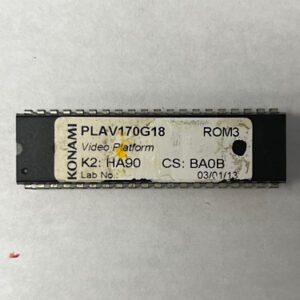 KONAMI
PLAV170G18 ROM3
Video Platform
K2: HA90 CS: BA0B
Lab No.: 03/01/13